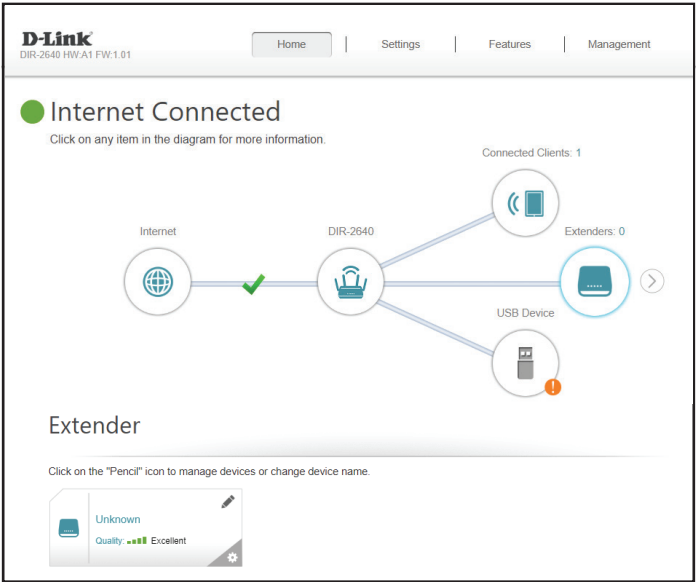 D-Link
DIR-2640 HW:A1 FW:1.01
Home
Settings
Features
Management
Internet Connected
Click on any item in the diagram for more information.
Connected Clients: 1
Internet
DIR-2640
Extenders: 0
USB Device
Extender
Click on the "Pencil" icon to manage devices or change device name.
Unknown
Quality: Excellent